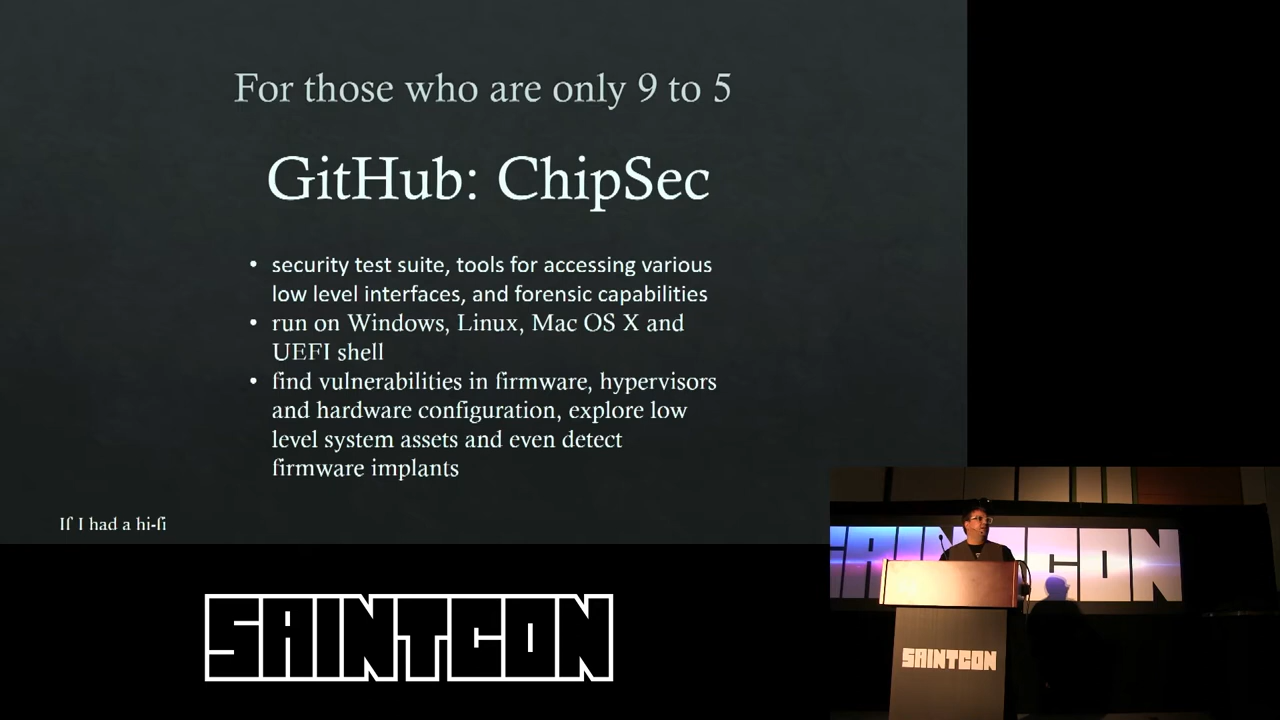 For those who are only 9 to 5
GitHub: ChipSec
• security test suite, tools for accessing various
low level interfaces, and forensic capabilities
• run on Windows, Linux, Mac OS X and
UEFI shell
• find vulnerabilities in firmware, hypervisors
and hardware configuration, explore low
level system assets and even detect
firmware implants
If I had a hi-fi
SAINTCON
SAINTCON
SAINTCON